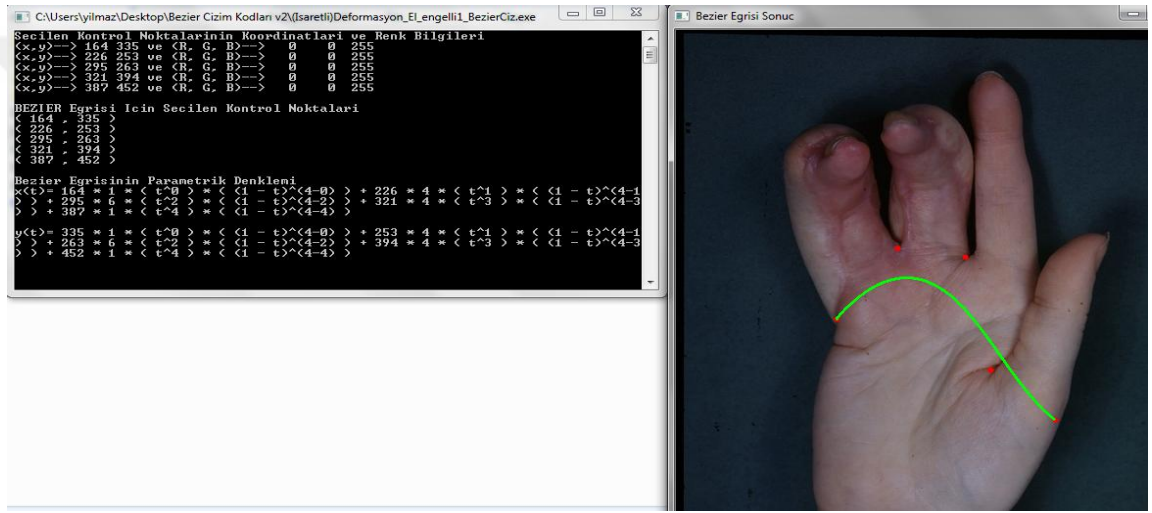 C:\Users\yilmaz\Desktop\Bezier Cizim Kodları v2\(Isaretli)Deformasyon_El_engelli1_BezierCiz.exe
Secilen Kontrol Noktalarinin Koordinatlari ve Renk Bilgileri
(x,y)--> 164 335 ve (R, G, B)--> 0 0 255
(x,y)--> 226 253 ve (R, G, B)--> 0 0 255
(x,y)--> 295 263 ve (R, G, B)--> 0 0 255
(x,y)--> 321 394 ve (R, G, B)--> 0 0 255
(x,y)--> 387 452 ve (R, G, B)--> 0 0 255
BEZIER Egrisi Icin Secilen Kontrol Noktalari
( 164 , 335 )
( 226 , 253 )
( 295 , 263 )
( 321 , 394 )
( 387 , 452 )
Bezier Egrisinin Parametrik Denklemi
x(t)= 164 * 1 * ( t^0 ) * ( (1 - t)^(4-0) ) + 226 * 4 * ( t^1 ) * ( (1 - t)^(4-1
) ) + 295 * 6 * ( t^2 ) * ( (1 - t)^(4-2) ) + 321 * 4 * ( t^3 ) * ( (1 - t)^(4-3
) ) + 387 * 1 * ( t^4 ) * ( (1 - t)^(4-4) )
y(t)= 335 * 1 * ( t^0 ) * ( (1 - t)^(4-0) ) + 253 * 4 * ( t^1 ) * ( (1 - t)^(4-1
) ) + 263 * 6 * ( t^2 ) * ( (1 - t)^(4-2) ) + 394 * 4 * ( t^3 ) * ( (1 - t)^(4-3
) ) + 452 * 1 * ( t^4 ) * ( (1 - t)^(4-4) )
Bezier Egrisi Sonuc